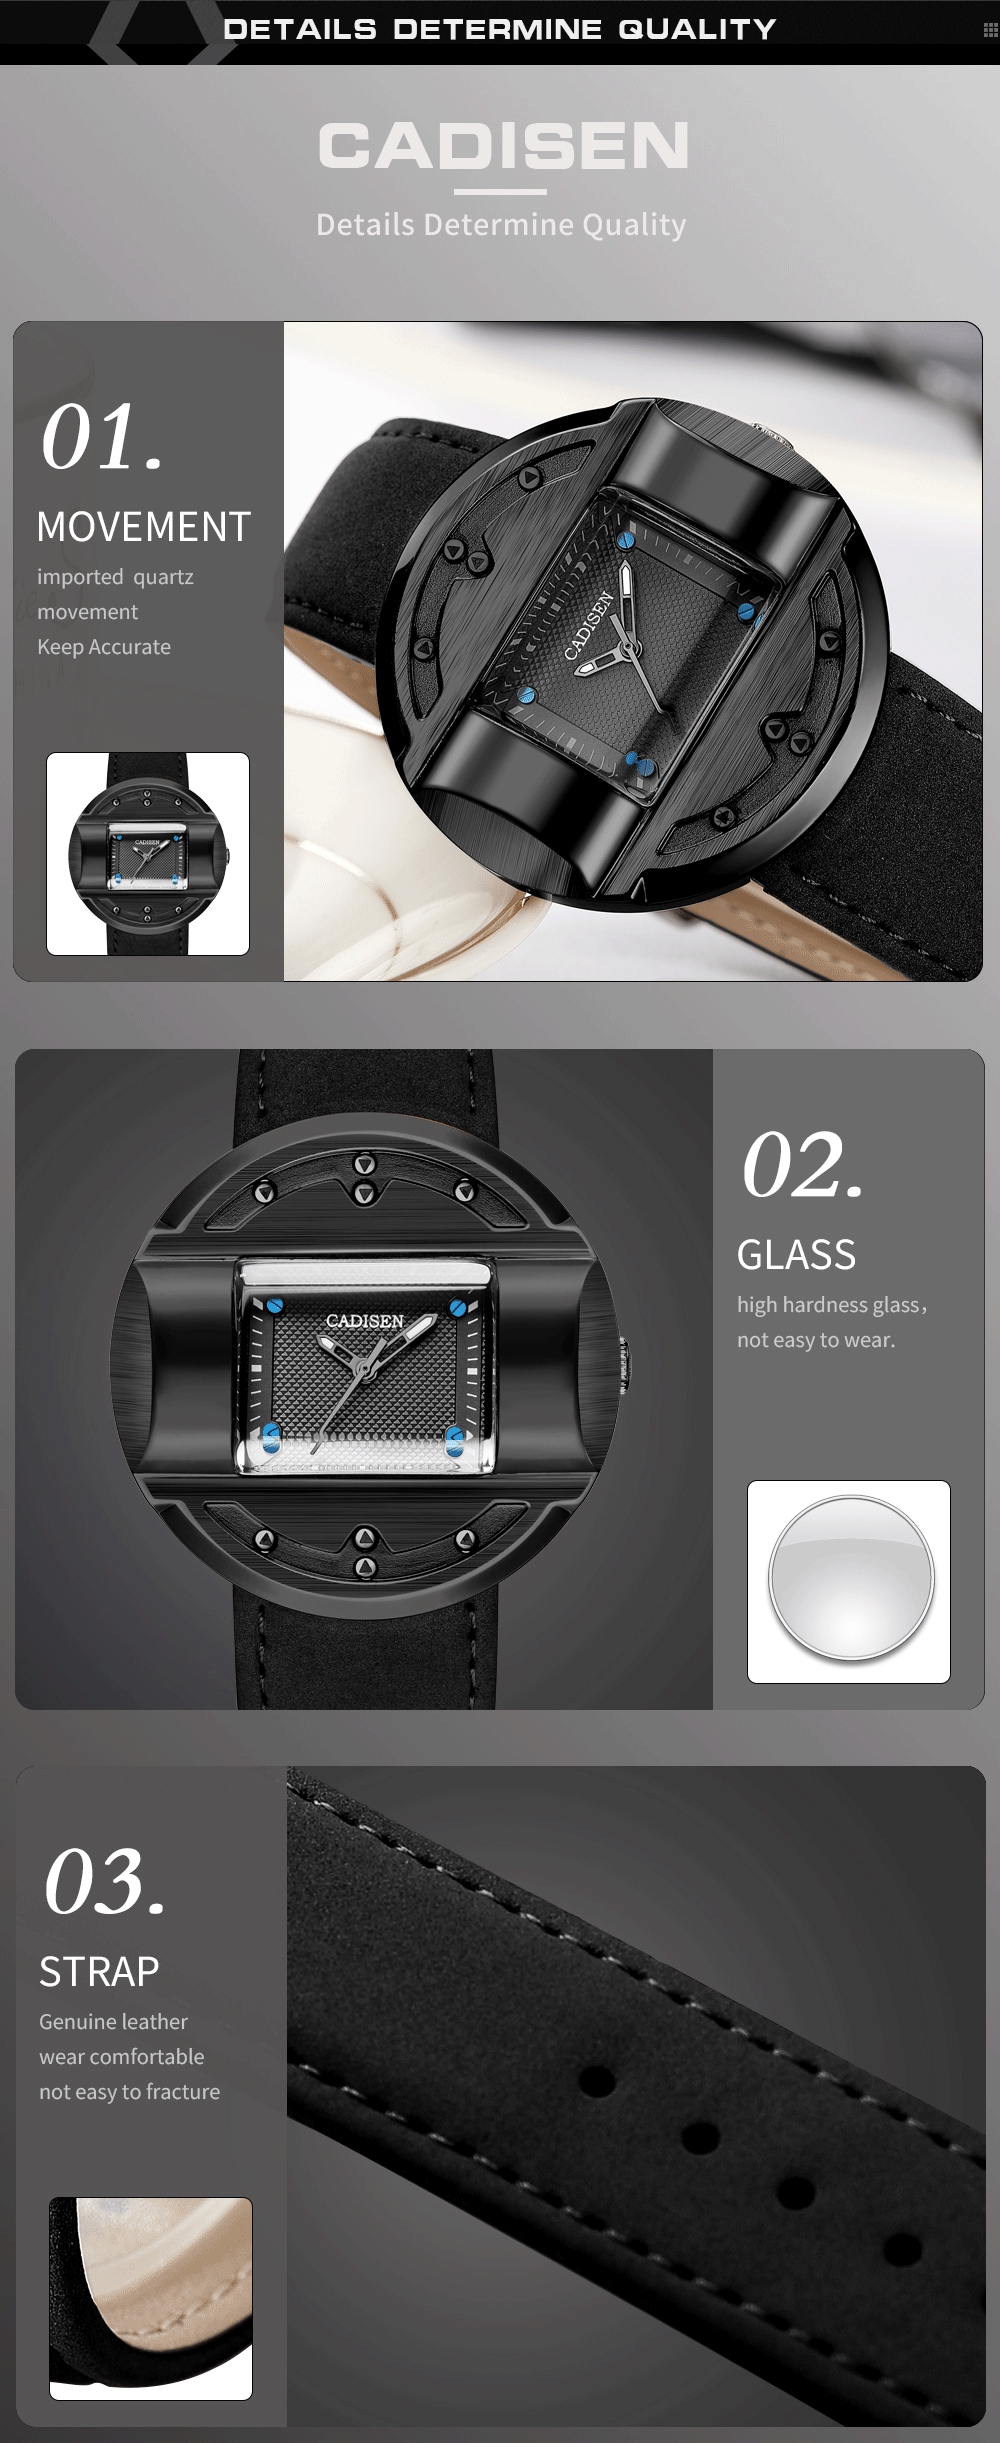 DETAILS DETERMINE QUALITY
CADISEN
Details Determine Quality
01.
MOVEMENT
imported quartz
movement
Keep Accurate
CADISEN
CADISEN
02.
GLASS
high hardness glass,
not easy to wear.
CADISEN
03.
STRAP
Genuine leather
wear comfortable
not easy to fracture